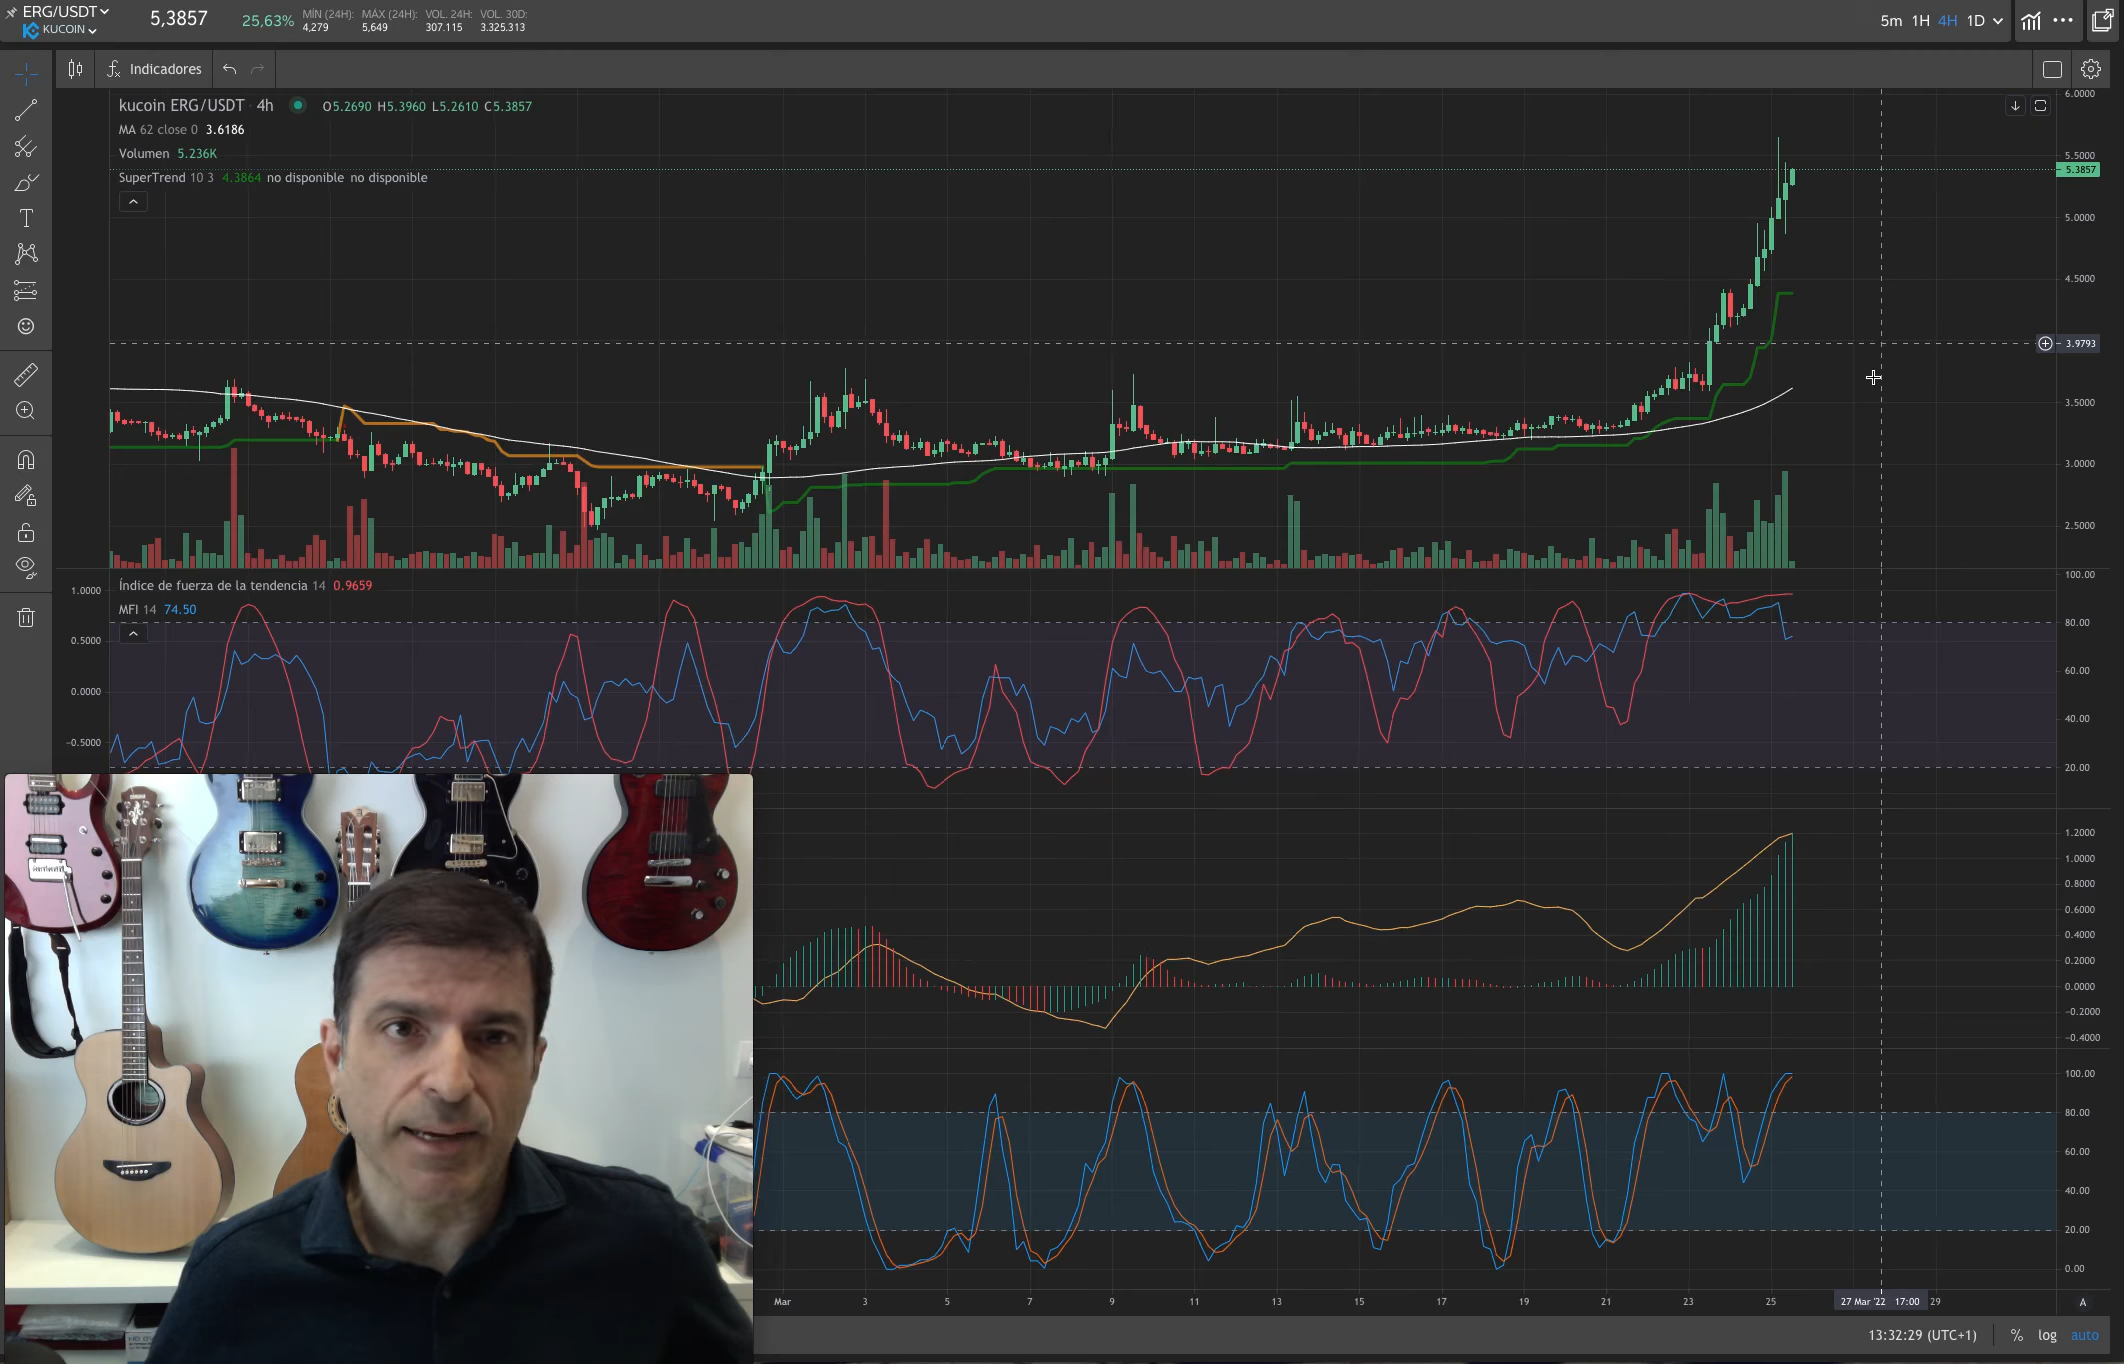 ERG/USDT
KUCOIN
5,3857
25,63%
MÍN (24H): MÁX (24H): VOL. 24H: VOL. 30D:
4,279 5,649 307.115 3.325.313
5m 1H 4H 1D
Indicadores
kucoin ERG/USDT 4h O5.2690 H5.3960 L5.2610 C5.3857
MA 62 close 0 3.6186
Volumen 5.236K
SuperTrend 10 3 4.3864 no disponible no disponible
6.0000
5.5000
5.3857
5.0000
4.5000
3.9793
3.5000
3.0000
2.5000
Índice de fuerza de la tendencia 14 0.9659
MFI 14 74.50
1.0000
0.5000
0.0000
-0.5000
100.00
80.00
60.00
40.00
20.00
1.2000
1.0000
0.8000
0.6000
0.4000
0.2000
0.0000
-0.2000
-0.4000
100.00
80.00
60.00
40.00
20.00
0.00
Mar 3 5 7 9 11 13 15 17 19 21 23 25 27 Mar '22 17:00 29 A
13:32:29 (UTC+1) % log auto